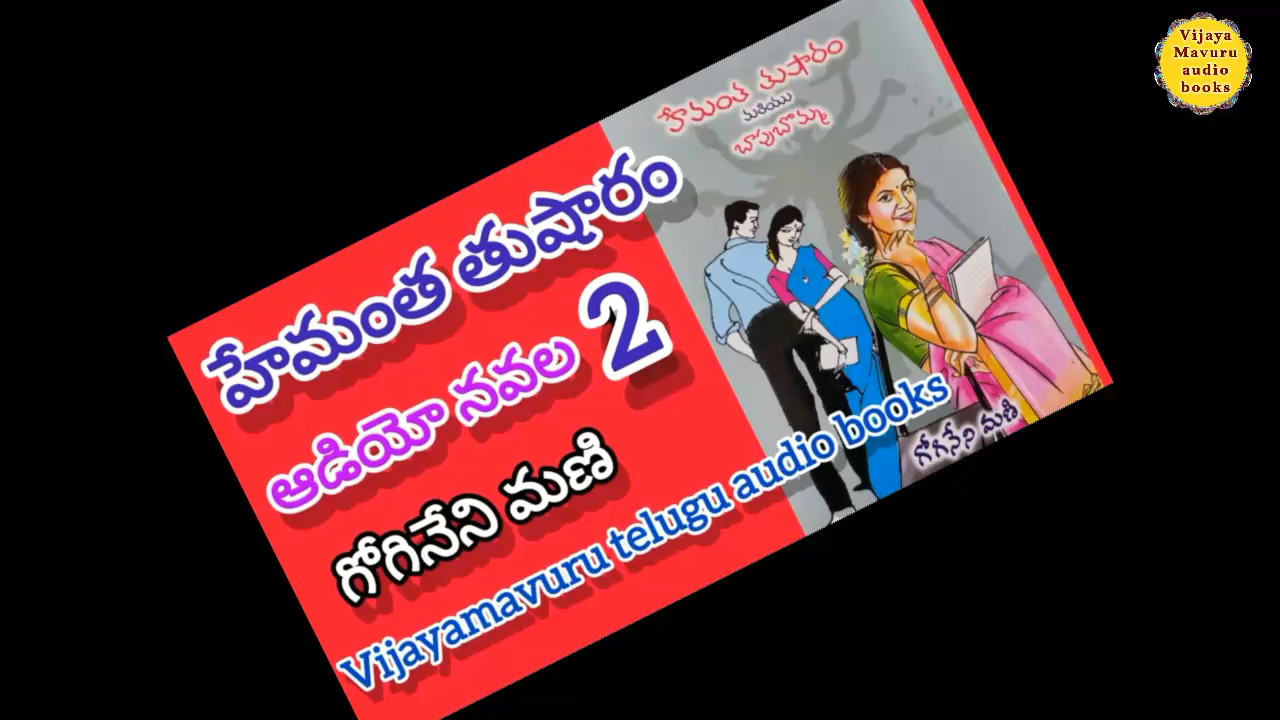 హేమంత తుషారం
ఆడియో నవల 2
గోగినేని మణి
Vijayamavuru telugu audio books
హేమంత తుషారం
మరియు
బాపుబొమ్మ
గోగినేని మణి
Vijaya
Mavuru
audio
books